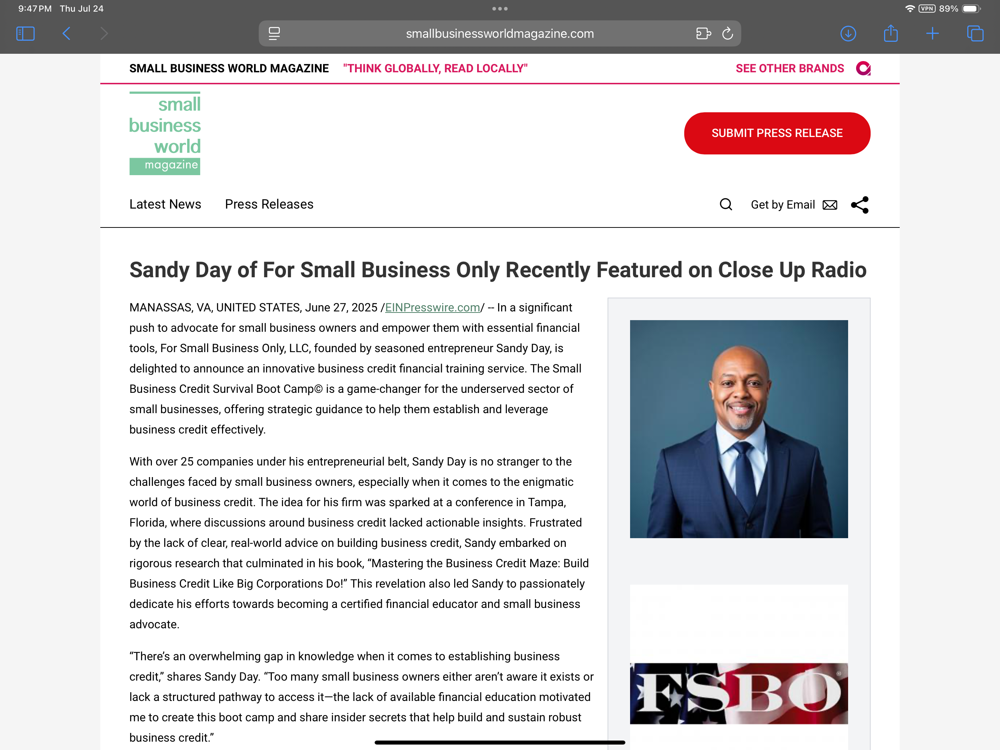 9:47 PM Thu Jul 24
VPN 89%
smallbusinessworldmagazine.com
SMALL BUSINESS WORLD MAGAZINE "THINK GLOBALLY, READ LOCALLY" SEE OTHER BRANDS
small
business
world
magazine
SUBMIT PRESS RELEASE
Latest News Press Releases Get by Email
Sandy Day of For Small Business Only Recently Featured on Close Up Radio
MANASSAS, VA, UNITED STATES, June 27, 2025 /EINPresswire.com/ -- In a significant
push to advocate for small business owners and empower them with essential financial
tools, For Small Business Only, LLC, founded by seasoned entrepreneur Sandy Day, is
delighted to announce an innovative business credit financial training service. The Small
Business Credit Survival Boot Camp© is a game-changer for the underserved sector of
small businesses, offering strategic guidance to help them establish and leverage
business credit effectively.
With over 25 companies under his entrepreneurial belt, Sandy Day is no stranger to the
challenges faced by small business owners, especially when it comes to the enigmatic
world of business credit. The idea for his firm was sparked at a conference in Tampa,
Florida, where discussions around business credit lacked actionable insights. Frustrated
by the lack of clear, real-world advice on building business credit, Sandy embarked on
rigorous research that culminated in his book, “Mastering the Business Credit Maze: Build
Business Credit Like Big Corporations Do!” This revelation also led Sandy to passionately
dedicate his efforts towards becoming a certified financial educator and small business
advocate.
“There’s an overwhelming gap in knowledge when it comes to establishing business
credit,” shares Sandy Day. “Too many small business owners either aren’t aware it exists or
lack a structured pathway to access it—the lack of available financial education motivated
me to create this boot camp and share insider secrets that help build and sustain robust
business credit.”
FSBO®